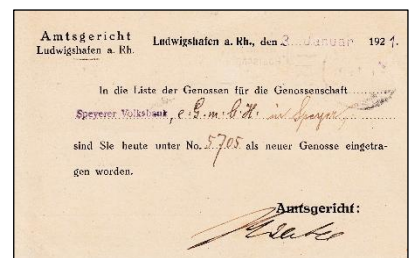 Amtsgericht
Ludwigshafen a. Rh.
Ludwigshafen a. Rh., den 3. Januar 1921.
In die Liste der Genossen für die Genossenschaft
Speyerer Volksbank, e. G. m. b. H. in Speyer
sind Sie heute unter No. 5705 als neuer Genosse eingetra-
gen worden.
Amtsgericht: